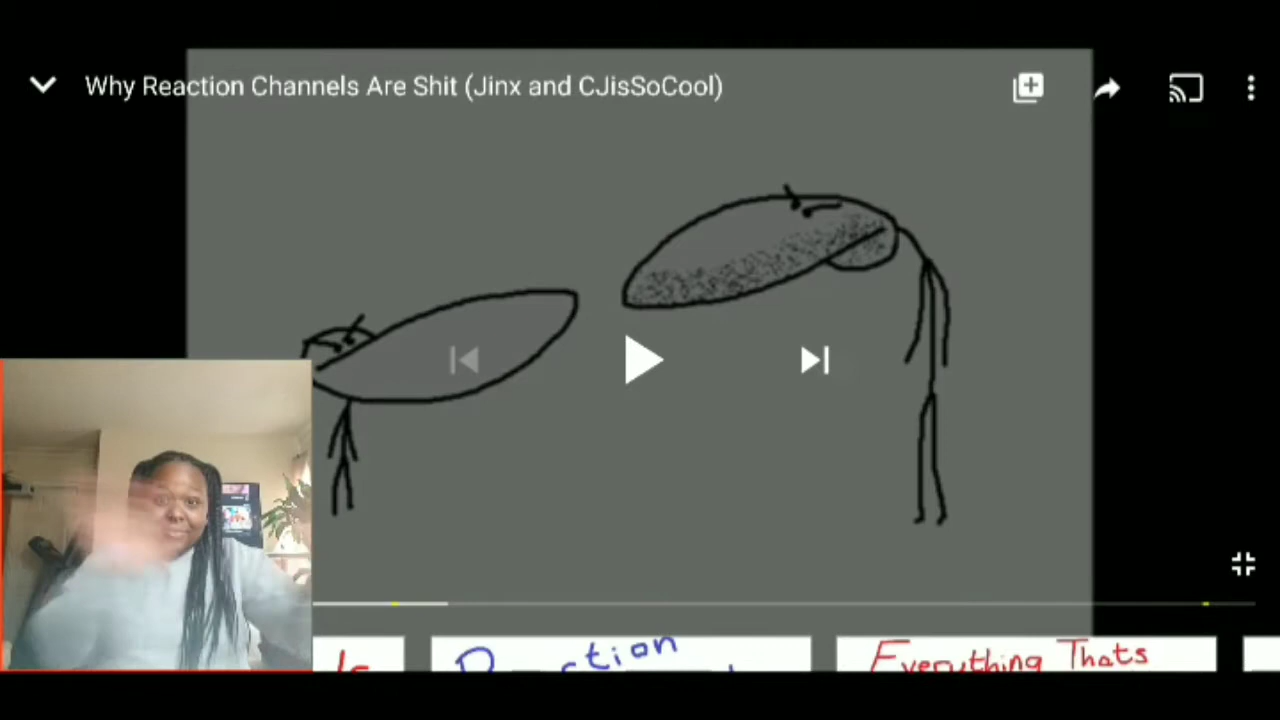 Why Reaction Channels Are Shit (Jinx and CJisSoCool)
Everything Thats